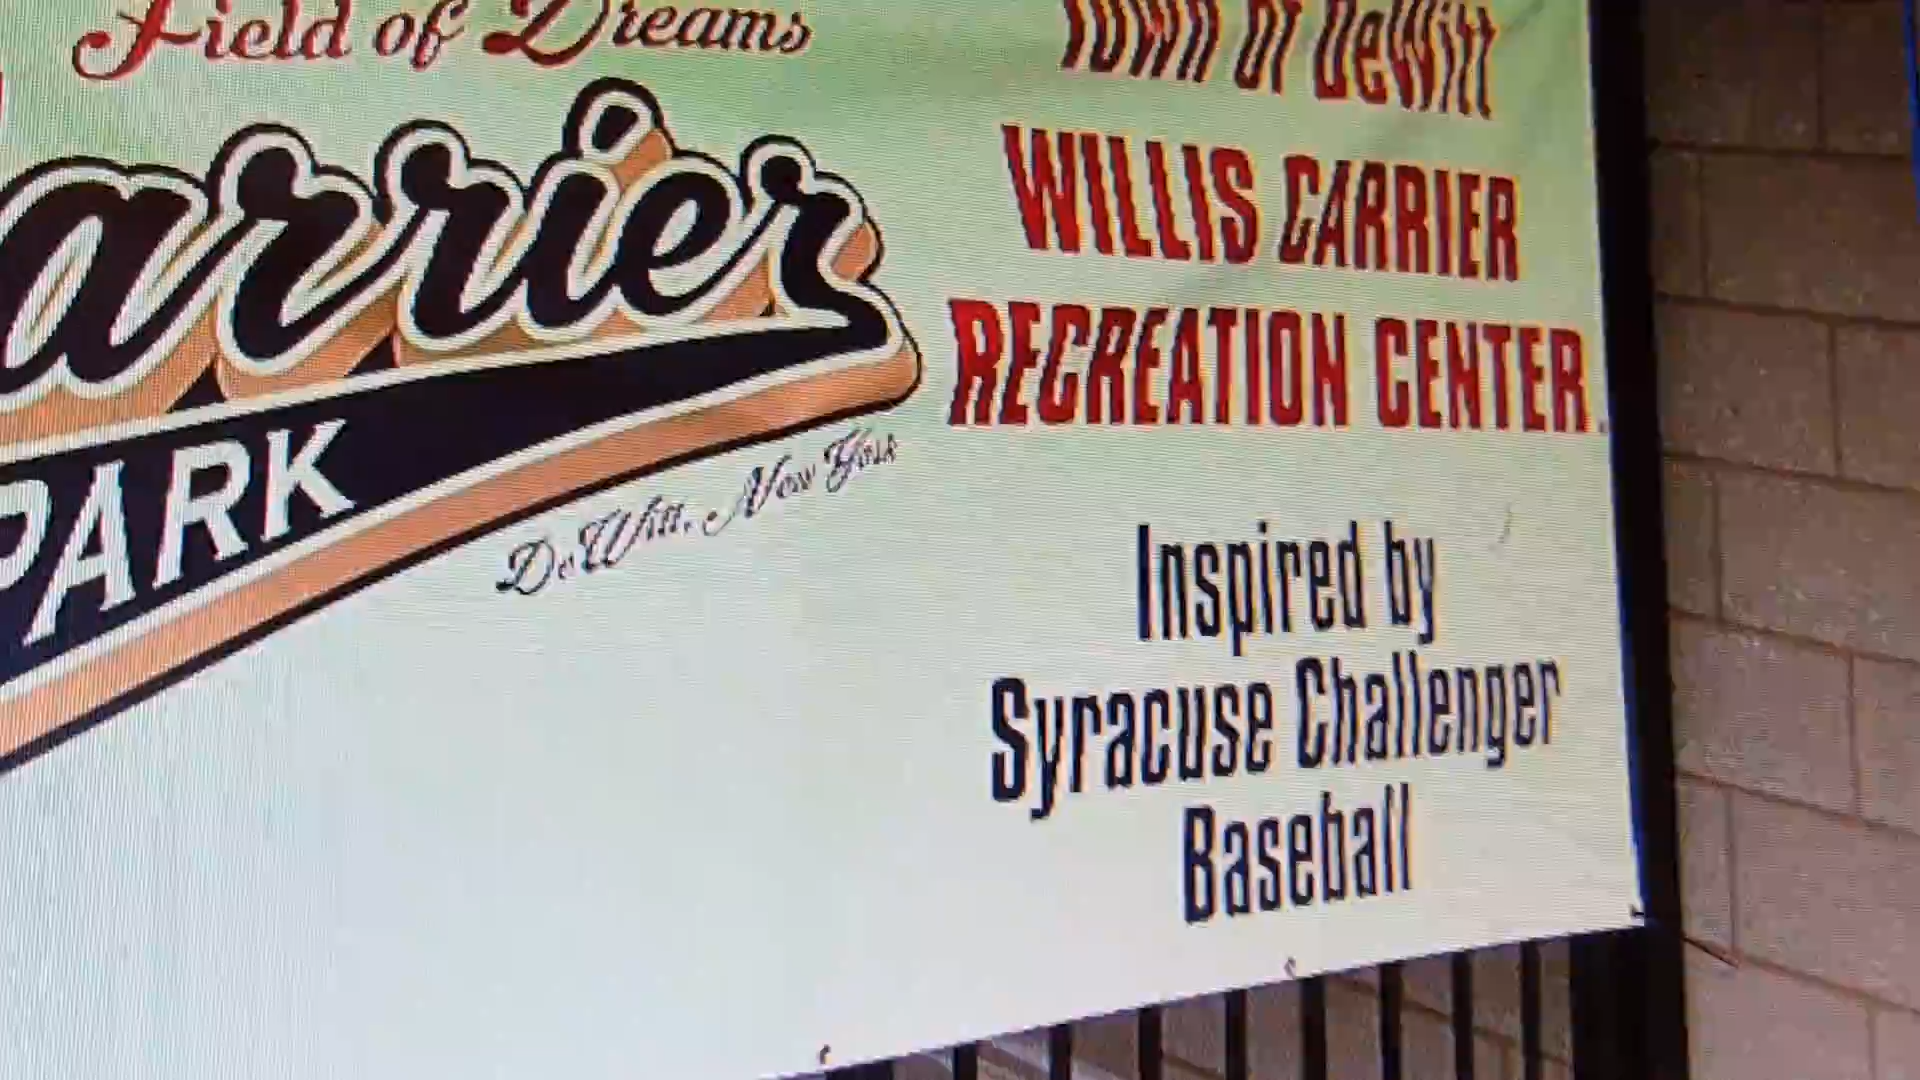 Field of Dreams
arrier
PARK
DeWitt, New York
Town of DeWitt
WILLIS CARRIER
RECREATION CENTER
Inspired by
Syracuse Challenger
Baseball